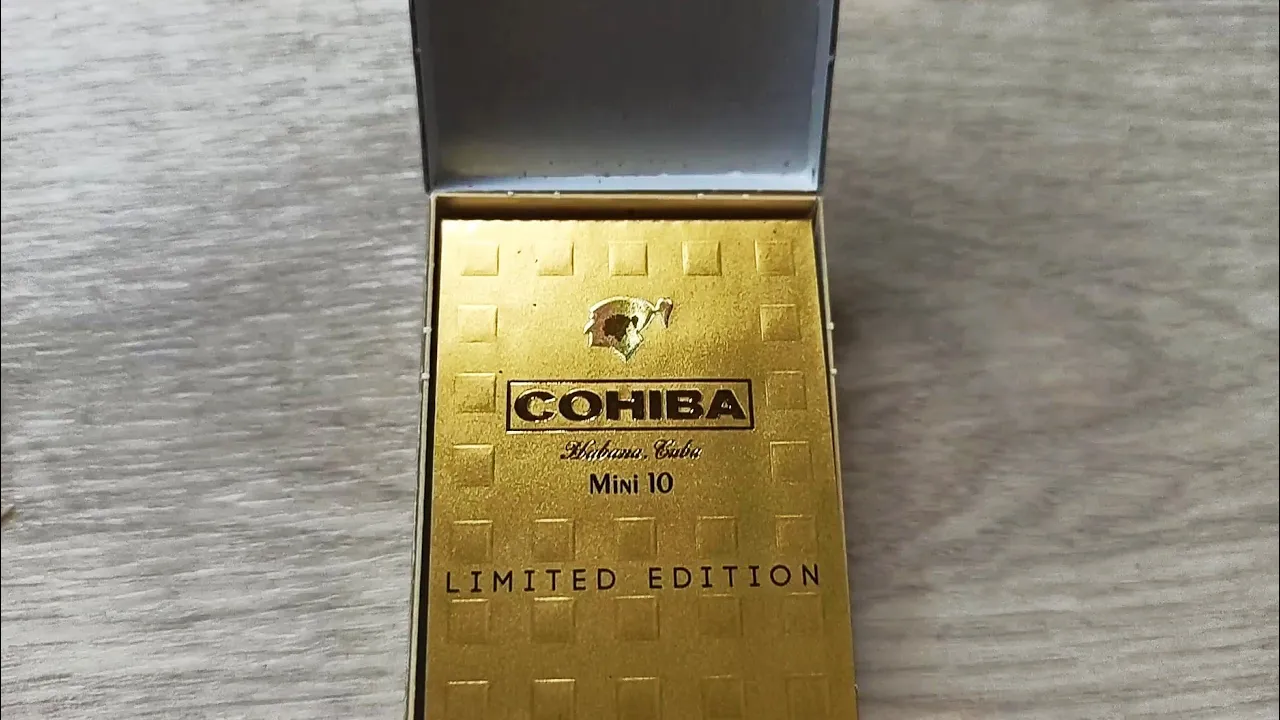 COHIBA
Habana, Cuba
Mini 10
LIMITED EDITION